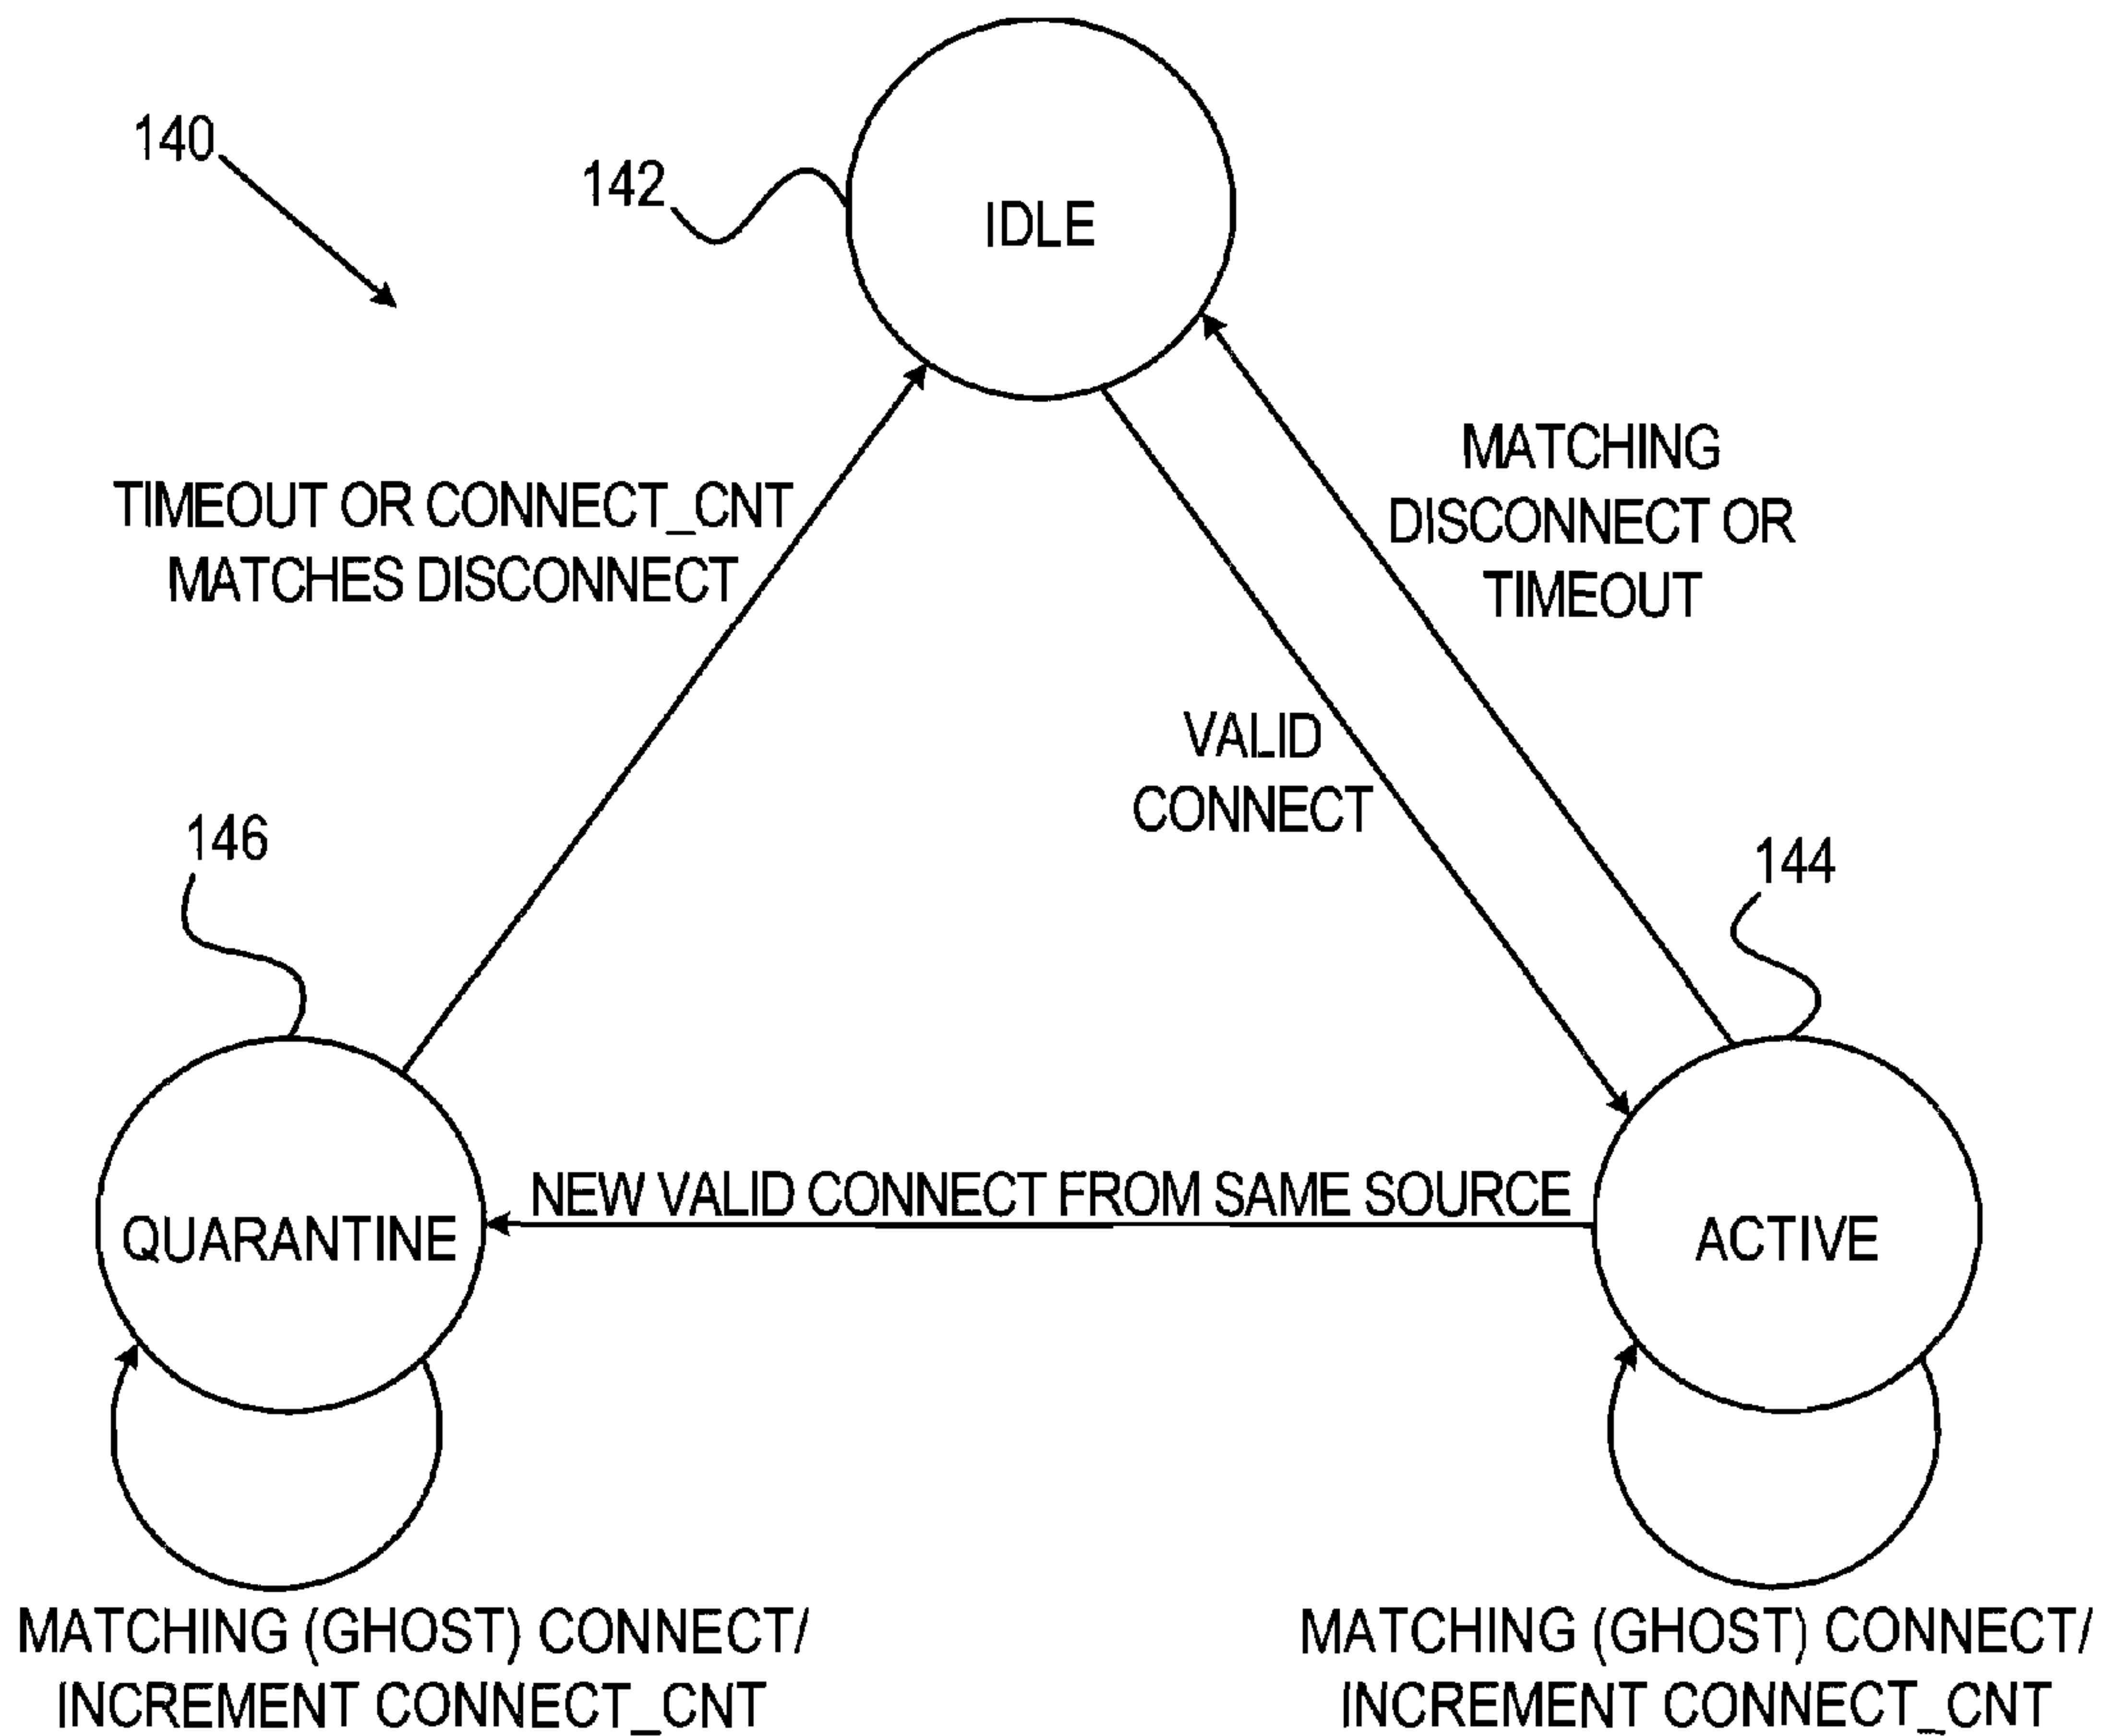 140
142
IDLE
MATCHING
DISCONNECT OR
TIMEOUT
TIMEOUT OR CONNECT_CNT
MATCHES DISCONNECT
VALID
CONNECT
146
144
NEW VALID CONNECT FROM SAME SOURCE
QUARANTINE
ACTIVE
MATCHING (GHOST) CONNECT/
INCREMENT CONNECT_CNT
MATCHING (GHOST) CONNECT/
INCREMENT CONNECT_CNT